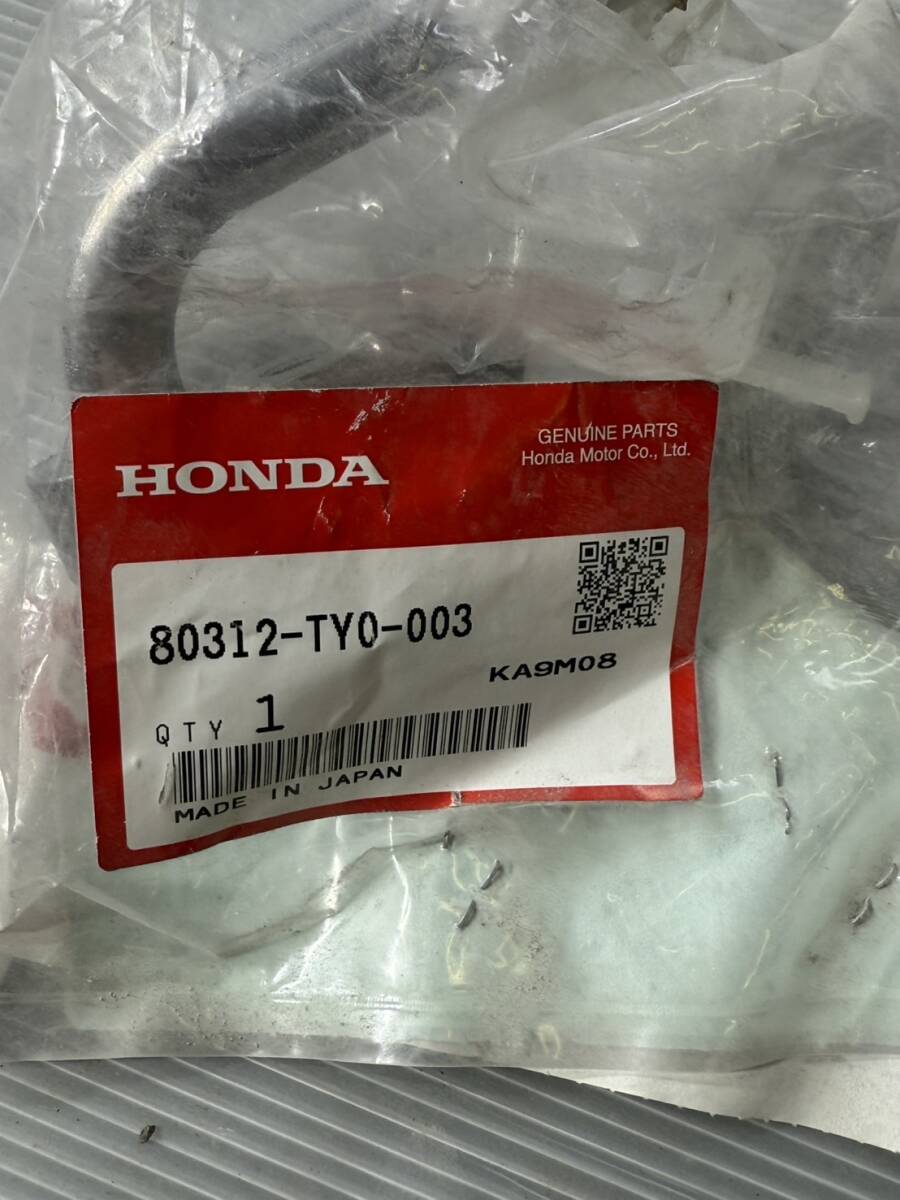 GENUINE PARTS
Honda Motor Co., Ltd.
HONDA
80312-TY0-003
KA9M08
QTY 1
MADE IN JAPAN